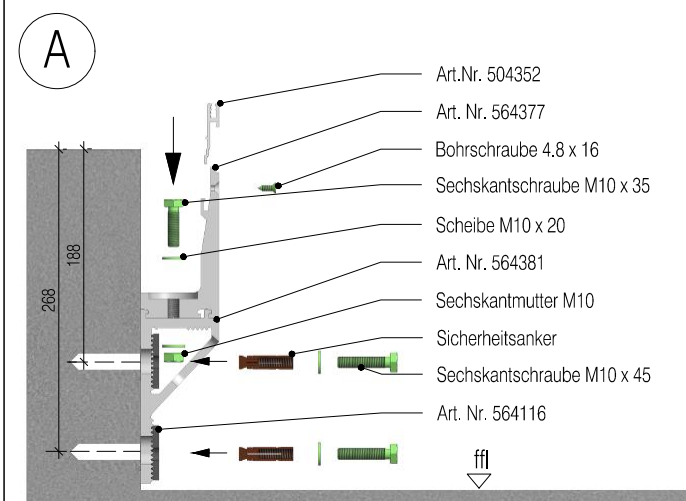 A
Art.Nr. 504352
Art. Nr. 564377
Bohrschraube 4.8 x 16
Sechskantschraube M10 x 35
Scheibe M10 x 20
Art. Nr. 564381
Sechskantmutter M10
Sicherheitsanker
Sechskantschraube M10 x 45
Art. Nr. 564116
188
268
ffl